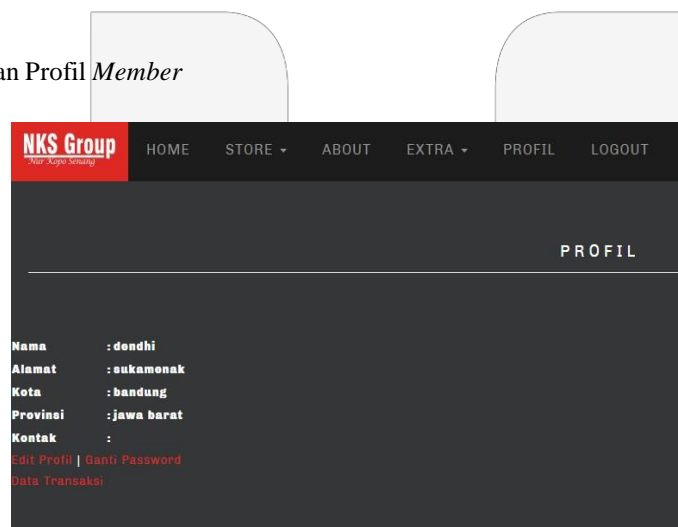 an Profil Member
NKS Group
Nur Kopo Senang
HOME STORE ABOUT EXTRA PROFIL LOGOUT
PROFIL
Nama : dendhi
Alamat : sukamenak
Kota : bandung
Provinsi : jawa barat
Kontak :
Edit Profil | Ganti Password
Data Transaksi